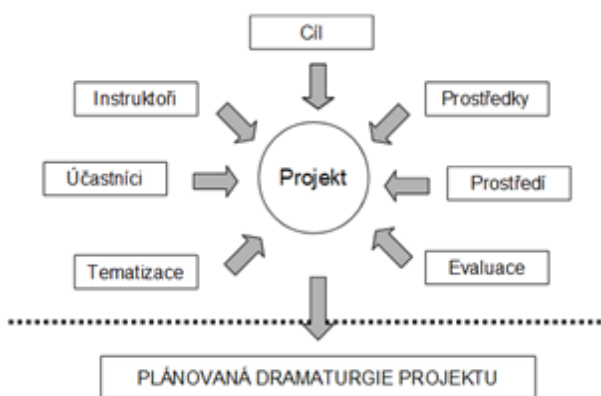 Cíl
Instruktoři
Prostředky
Účastníci
Projekt
Prostředí
Tematizace
Evaluace
PLÁNOVANÁ DRAMATURGIE PROJEKTU